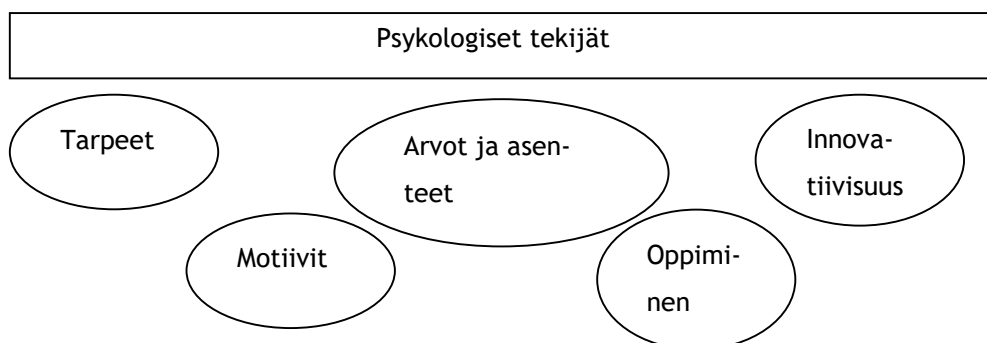 Psykologiset tekijät
Tarpeet
Arvot ja asen-
teet
Innova-
tiivisuus
Motiivit
Oppimi-
nen